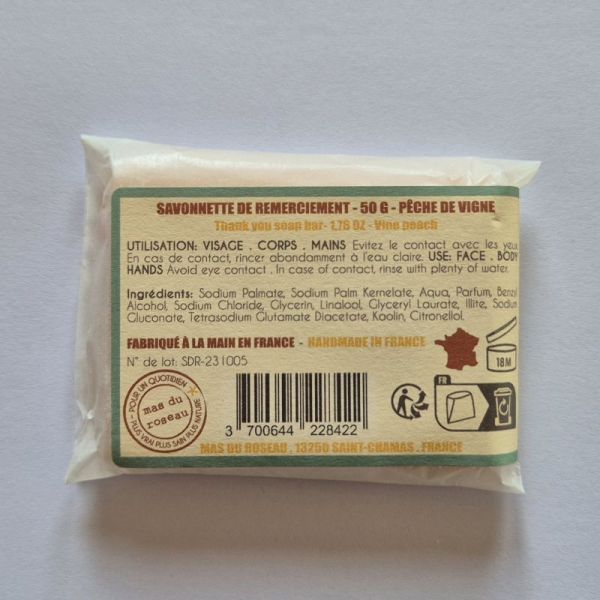 SAVONNETTE DE REMERCIEMENT - 50 G - PÊCHE DE VIGNE
Thank you soap bar- 1,76 OZ - Vine peach
UTILISATION: VISAGE . CORPS . MAINS Evitez le contact avec les yeux
En cas de contact, rincer abondamment à l'eau claire. USE: FACE . BODY
HANDS Avoid eye contact . In case of contact, rinse with plenty of water.
Ingrédients: Sodium Palmate, Sodium Palm Kernelate, Aqua, Parfum, Benzyl
Alcohol, Sodium Chloride, Glycerin, Linalool, Glyceryl Laurate, Illite, Sodium
Gluconate, Tetrasodium Glutamate Diacetate, Kaolin, Citronellol.
FABRIQUÉ À LA MAIN EN FRANCE - HANDMADE IN FRANCE
N° de lot: SDR-231005
18M
POUR UN QUOTIDIEN
mas du
roseau
PLUS VRAI PLUS SAIN PLUS NATURE
FR
3 700644 228422
MAS DU ROSEAU . 13250 SAINT-CHAMAS . FRANCE